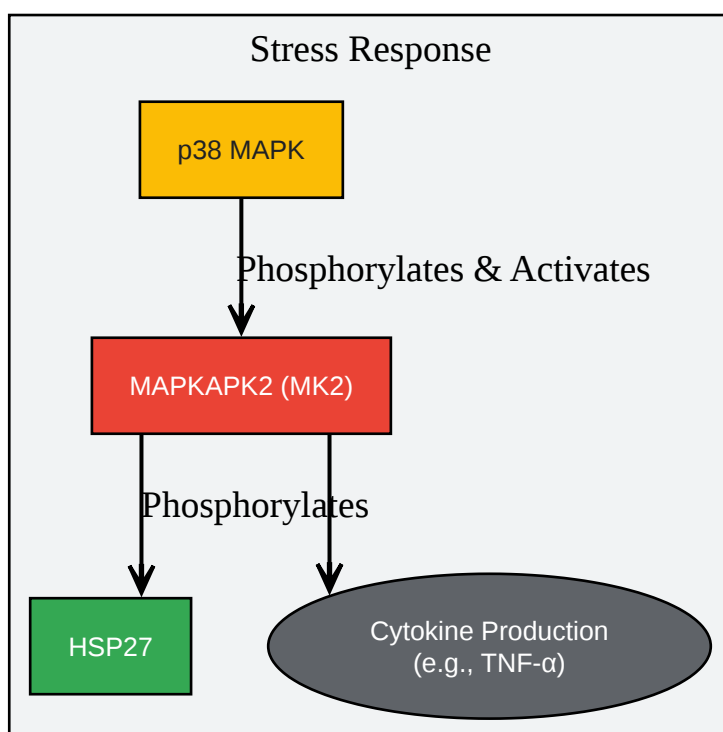 Stress Response
p38 MAPK
Phosphorylates & Activates
MAPKAPK2 (MK2)
Phosphorylates
HSP27
Cytokine Production
(e.g., TNF-α)